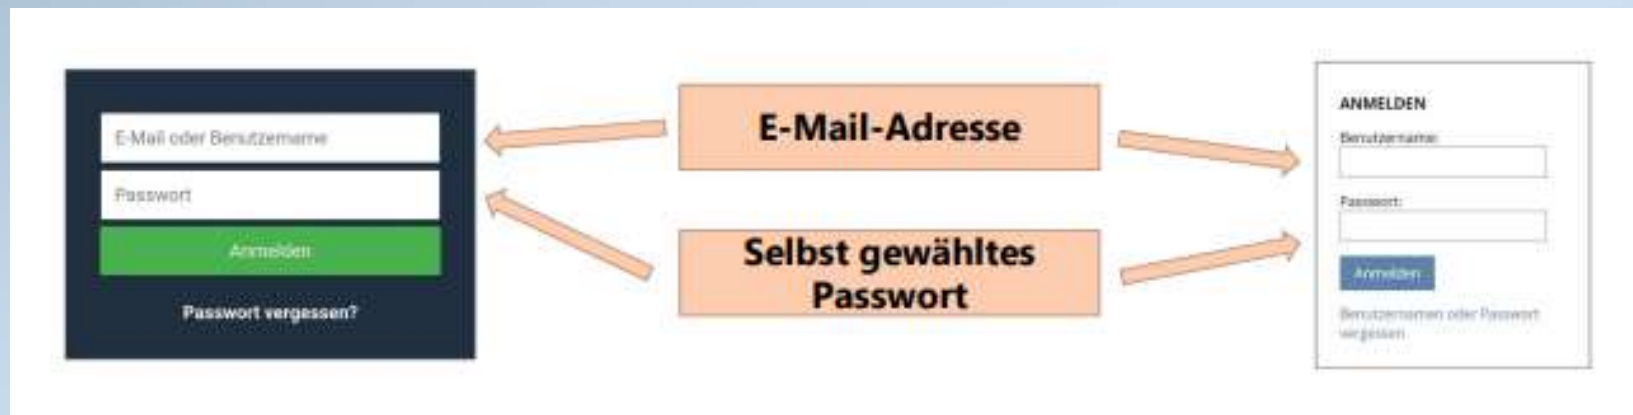 E-Mail oder Benutzername
Passwort
Anmelden
Passwort vergessen?
E-Mail-Adresse
Selbst gewähltes
Passwort
ANMELDEN
Benutzername:
Passwort:
Anmelden
Benutzernamen oder Passwort
vergessen